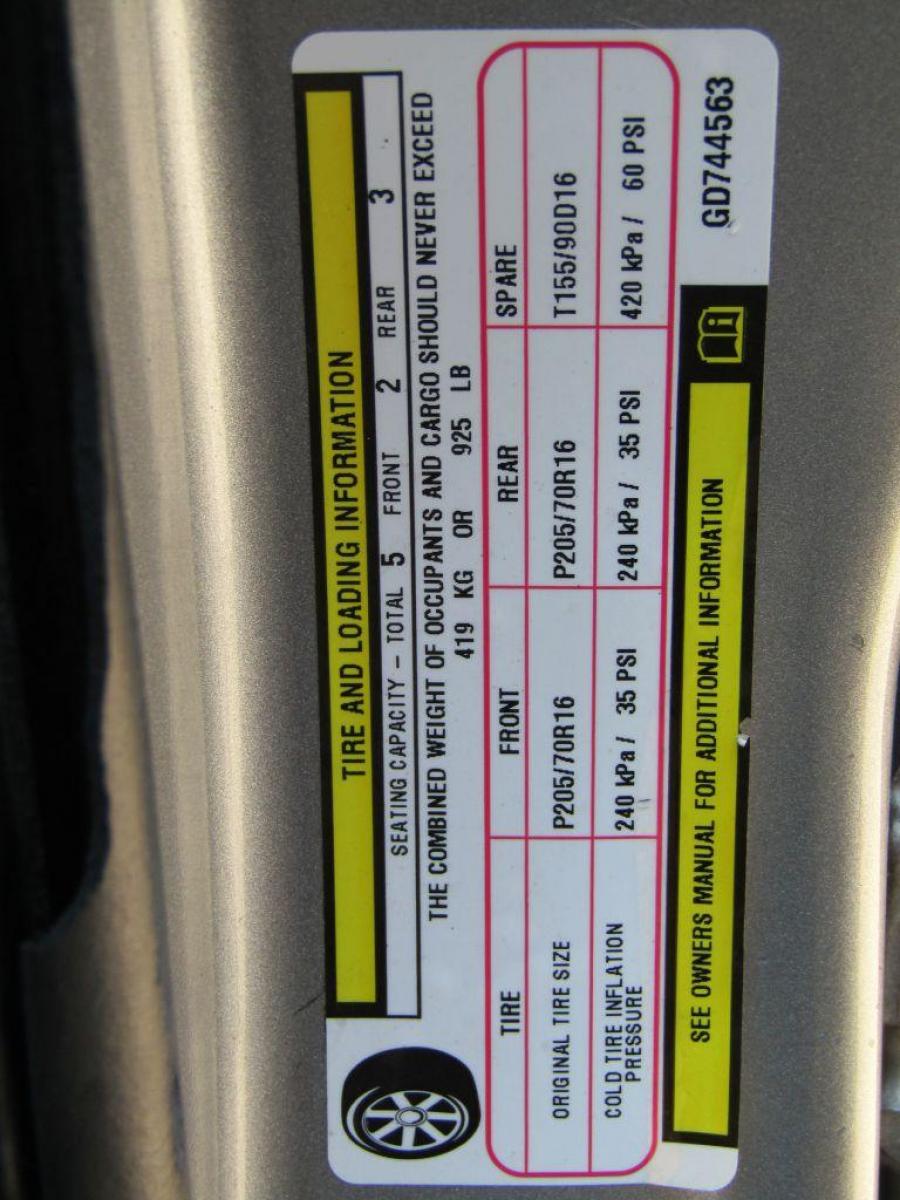 TIRE AND LOADING INFORMATION
SEATING CAPACITY – TOTAL 5 FRONT 2 REAR 3
THE COMBINED WEIGHT OF OCCUPANTS AND CARGO SHOULD NEVER EXCEED
419 KG OR 925 LB
TIRE FRONT REAR SPARE
ORIGINAL TIRE SIZE P205/70R16 P205/70R16 T155/90D16
COLD TIRE INFLATION PRESSURE 240 kPa / 35 PSI 240 kPa / 35 PSI 420 kPa / 60 PSI
SEE OWNERS MANUAL FOR ADDITIONAL INFORMATION
GD744563